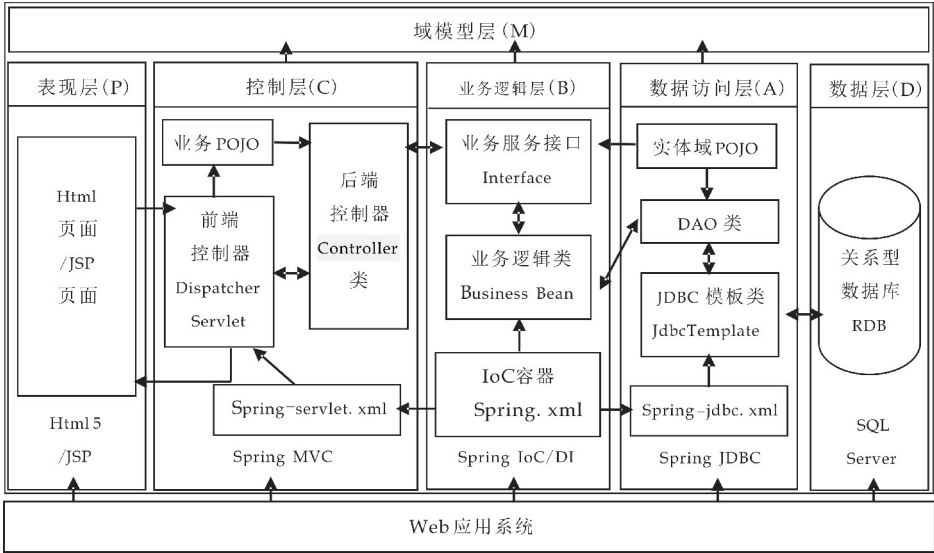 域模型层(M)
表现层(P)
Html
页面
/JSP
页面
Html5
/JSP
控制层(C)
业务POJO
前端
控制器
Dispatcher
Servlet
后端
控制器
Controller
类
Spring-servlet.xml
Spring MVC
业务逻辑层(B)
业务服务接口
Interface
业务逻辑类
Business Bean
IoC容器
Spring.xml
Spring IoC/DI
数据访问层(A)
实体域POJO
DAO类
JDBC模板类
JdbcTemplate
Spring-jdbc.xml
Spring JDBC
数据层(D)
关系型
数据库
RDB
SQL
Server
Web应用系统